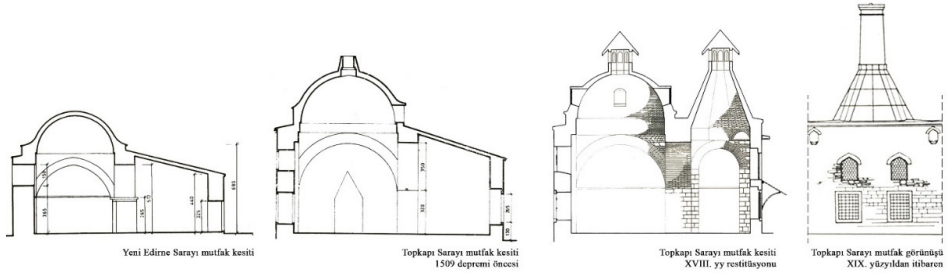 Yeni Edirne Sarayı mutfak kesiti
Topkapı Sarayı mutfak kesiti
1509 depremi öncesi
Topkapı Sarayı mutfak kesiti
XVIII. yy restitüsyonu
Topkapı Sarayı mutfak görünüşü
XIX. yüzyıldan itibaren